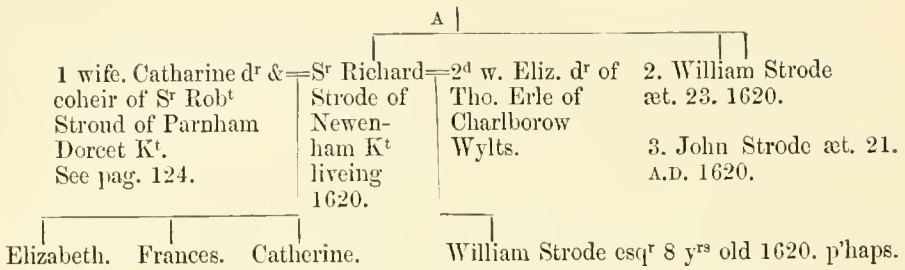 A
1 wife. Catharine dʳ &
coheir of Sʳ Robᵗ
Stroud of Parnham
Dorcet Kᵗ.
See pag. 124.
Sʳ Richard
Strode of
Newen-
ham Kᵗ
liveing
1620.
2ᵈ w. Eliz. dʳ of
Tho. Erle of
Charlborow
Wylts.
2. William Strode
æt. 23. 1620.
3. John Strode æt. 21.
A.D. 1620.
Elizabeth. Frances. Catherine. William Strode esqʳ 8 yʳˢ old 1620. p'haps.